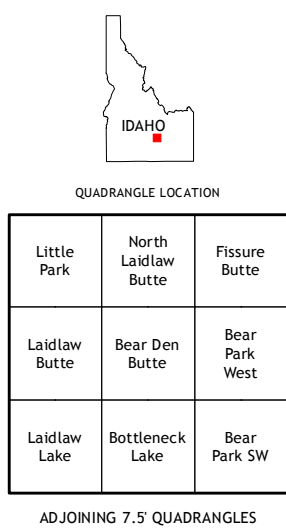 IDAHO
QUADRANGLE LOCATION
Little
Park
North
Laidlaw
Butte
Fissure
Butte
Laidlaw
Butte
Bear Den
Butte
Bear
Park
West
Laidlaw
Lake
Bottleneck
Lake
Bear
Park SW
ADJOINING 7.5' QUADRANGLES